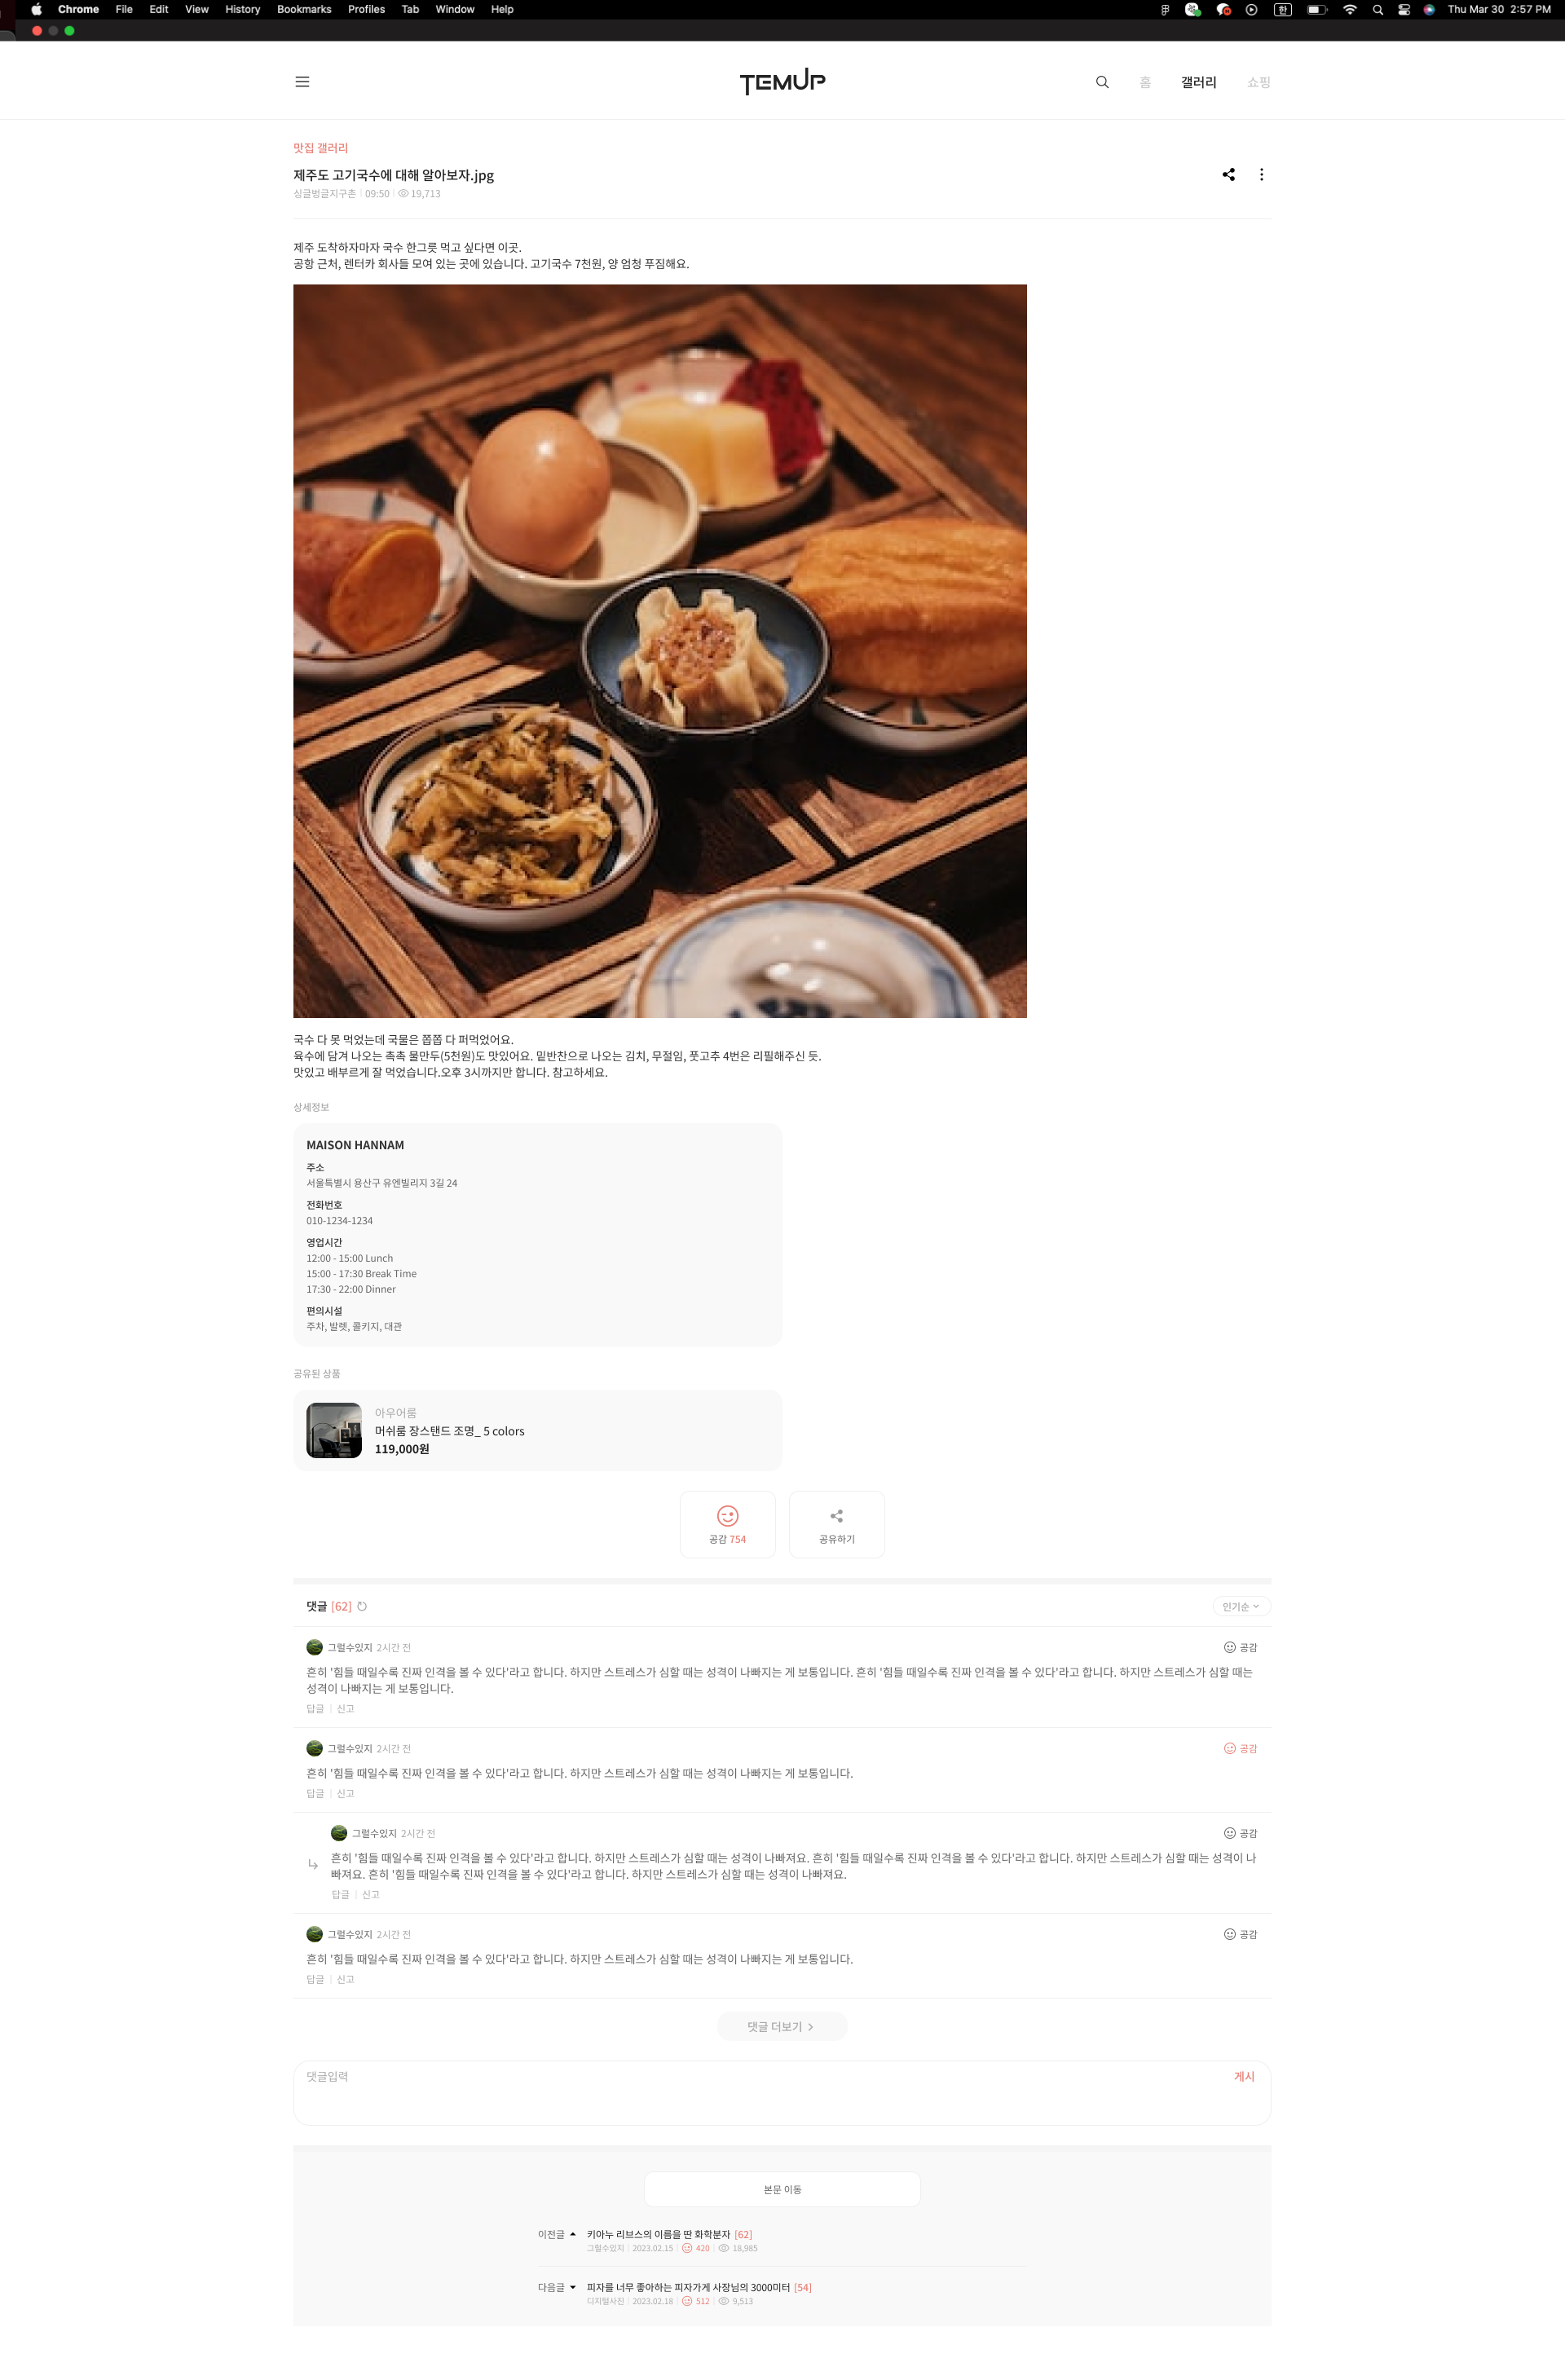 Chrome File Edit View History Bookmarks Profiles Tab Window Help
한
Thu Mar 30 2:57 PM
TEMUP
홈 갤러리 쇼핑
맛집 갤러리
제주도 고기국수에 대해 알아보자.jpg
싱글벙글지구촌 09:50 19,713
제주 도착하자마자 국수 한그릇 먹고 싶다면 이곳.
공항 근처, 렌터카 회사들 모여 있는 곳에 있습니다. 고기국수 7천원, 양 엄청 푸짐해요.
국수 다 못 먹었는데 국물은 쫍쫍 다 퍼먹었어요.
육수에 담겨 나오는 촉촉 물만두(5천원)도 맛있어요. 밑반찬으로 나오는 김치, 무절임, 풋고추 4번은 리필해주신 듯.
맛있고 배부르게 잘 먹었습니다.오후 3시까지만 합니다. 참고하세요.
상세정보
MAISON HANNAM
주소
서울특별시 용산구 유엔빌리지 3길 24
전화번호
010-1234-1234
영업시간
12:00 - 15:00 Lunch
15:00 - 17:30 Break Time
17:30 - 22:00 Dinner
편의시설
주차, 발렛, 콜키지, 대관
공유된 상품
아우어룸
머쉬룸 장스탠드 조명_ 5 colors
119,000원
공감 754
공유하기
댓글 [62]
인기순
그럴수있지 2시간 전
공감
흔히 '힘들 때일수록 진짜 인격을 볼 수 있다'라고 합니다. 하지만 스트레스가 심할 때는 성격이 나빠지는 게 보통입니다. 흔히 '힘들 때일수록 진짜 인격을 볼 수 있다'라고 합니다. 하지만 스트레스가 심할 때는
성격이 나빠지는 게 보통입니다.
답글 신고
그럴수있지 2시간 전
공감
흔히 '힘들 때일수록 진짜 인격을 볼 수 있다'라고 합니다. 하지만 스트레스가 심할 때는 성격이 나빠지는 게 보통입니다.
답글 신고
그럴수있지 2시간 전
공감
흔히 '힘들 때일수록 진짜 인격을 볼 수 있다'라고 합니다. 하지만 스트레스가 심할 때는 성격이 나빠져요. 흔히 '힘들 때일수록 진짜 인격을 볼 수 있다'라고 합니다. 하지만 스트레스가 심할 때는 성격이 나
빠져요. 흔히 '힘들 때일수록 진짜 인격을 볼 수 있다'라고 합니다. 하지만 스트레스가 심할 때는 성격이 나빠져요.
답글 신고
그럴수있지 2시간 전
공감
흔히 '힘들 때일수록 진짜 인격을 볼 수 있다'라고 합니다. 하지만 스트레스가 심할 때는 성격이 나빠지는 게 보통입니다.
답글 신고
댓글 더보기
댓글입력
게시
본문 이동
이전글 키아누 리브스의 이름을 딴 화학분자 [62]
그럴수있지 2023.02.15 420 18,985
다음글 피자를 너무 좋아하는 피자가게 사장님의 3000미터 [54]
디지털사진 2023.02.18 512 9,513